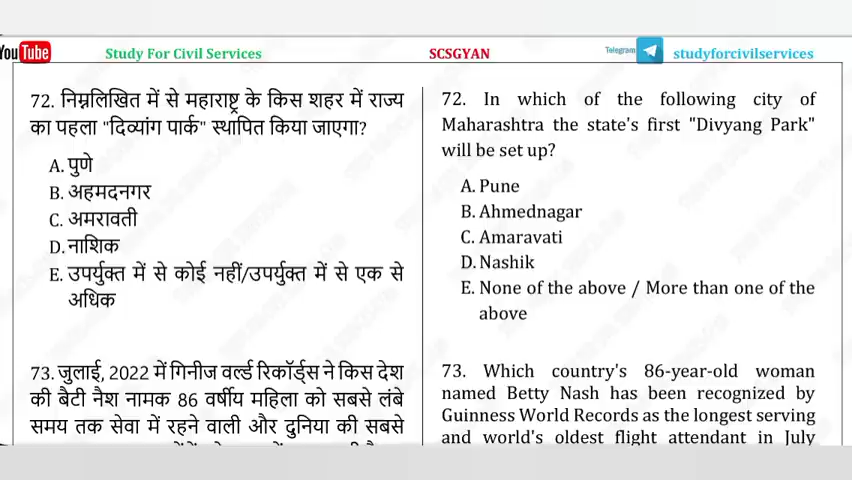 You Tube
Study For Civil Services
SCSGYAN
Telegram
studyforcivilservices
72. निम्नलिखित में से महाराष्ट्र के किस शहर में राज्य
का पहला "दिव्यांग पार्क" स्थापित किया जाएगा?
A. पुणे
B. अहमदनगर
C. अमरावती
D. नाशिक
E. उपर्युक्त में से कोई नहीं/उपर्युक्त में से एक से
अधिक
73. जुलाई, 2022 में गिनीज वर्ल्ड रिकॉर्ड्स ने किस देश
की बैटी नैश नामक 86 वर्षीय महिला को सबसे लंबे
समय तक सेवा में रहने वाली और दुनिया की सबसे
72. In which of the following city of
Maharashtra the state's first "Divyang Park"
will be set up?
A. Pune
B. Ahmednagar
C. Amaravati
D. Nashik
E. None of the above / More than one of the
above
73. Which country's 86-year-old woman
named Betty Nash has been recognized by
Guinness World Records as the longest serving
and world's oldest flight attendant in July